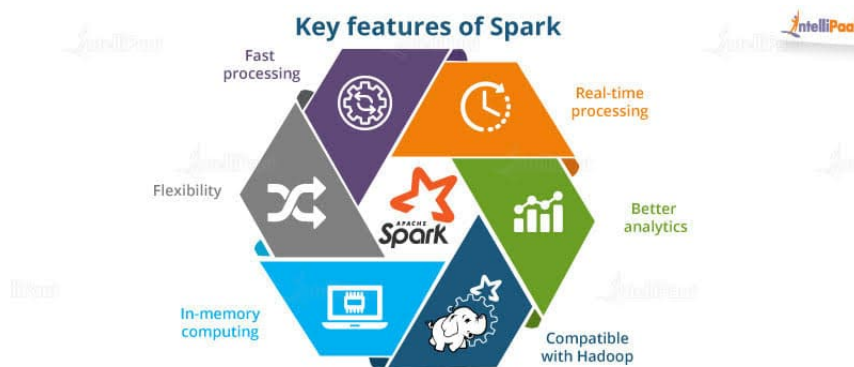 Key features of Spark
IntelliPaat
Fast
processing
Real-time
processing
Flexibility
Better
analytics
APACHE
Spark
In-memory
computing
Compatible
with Hadoop